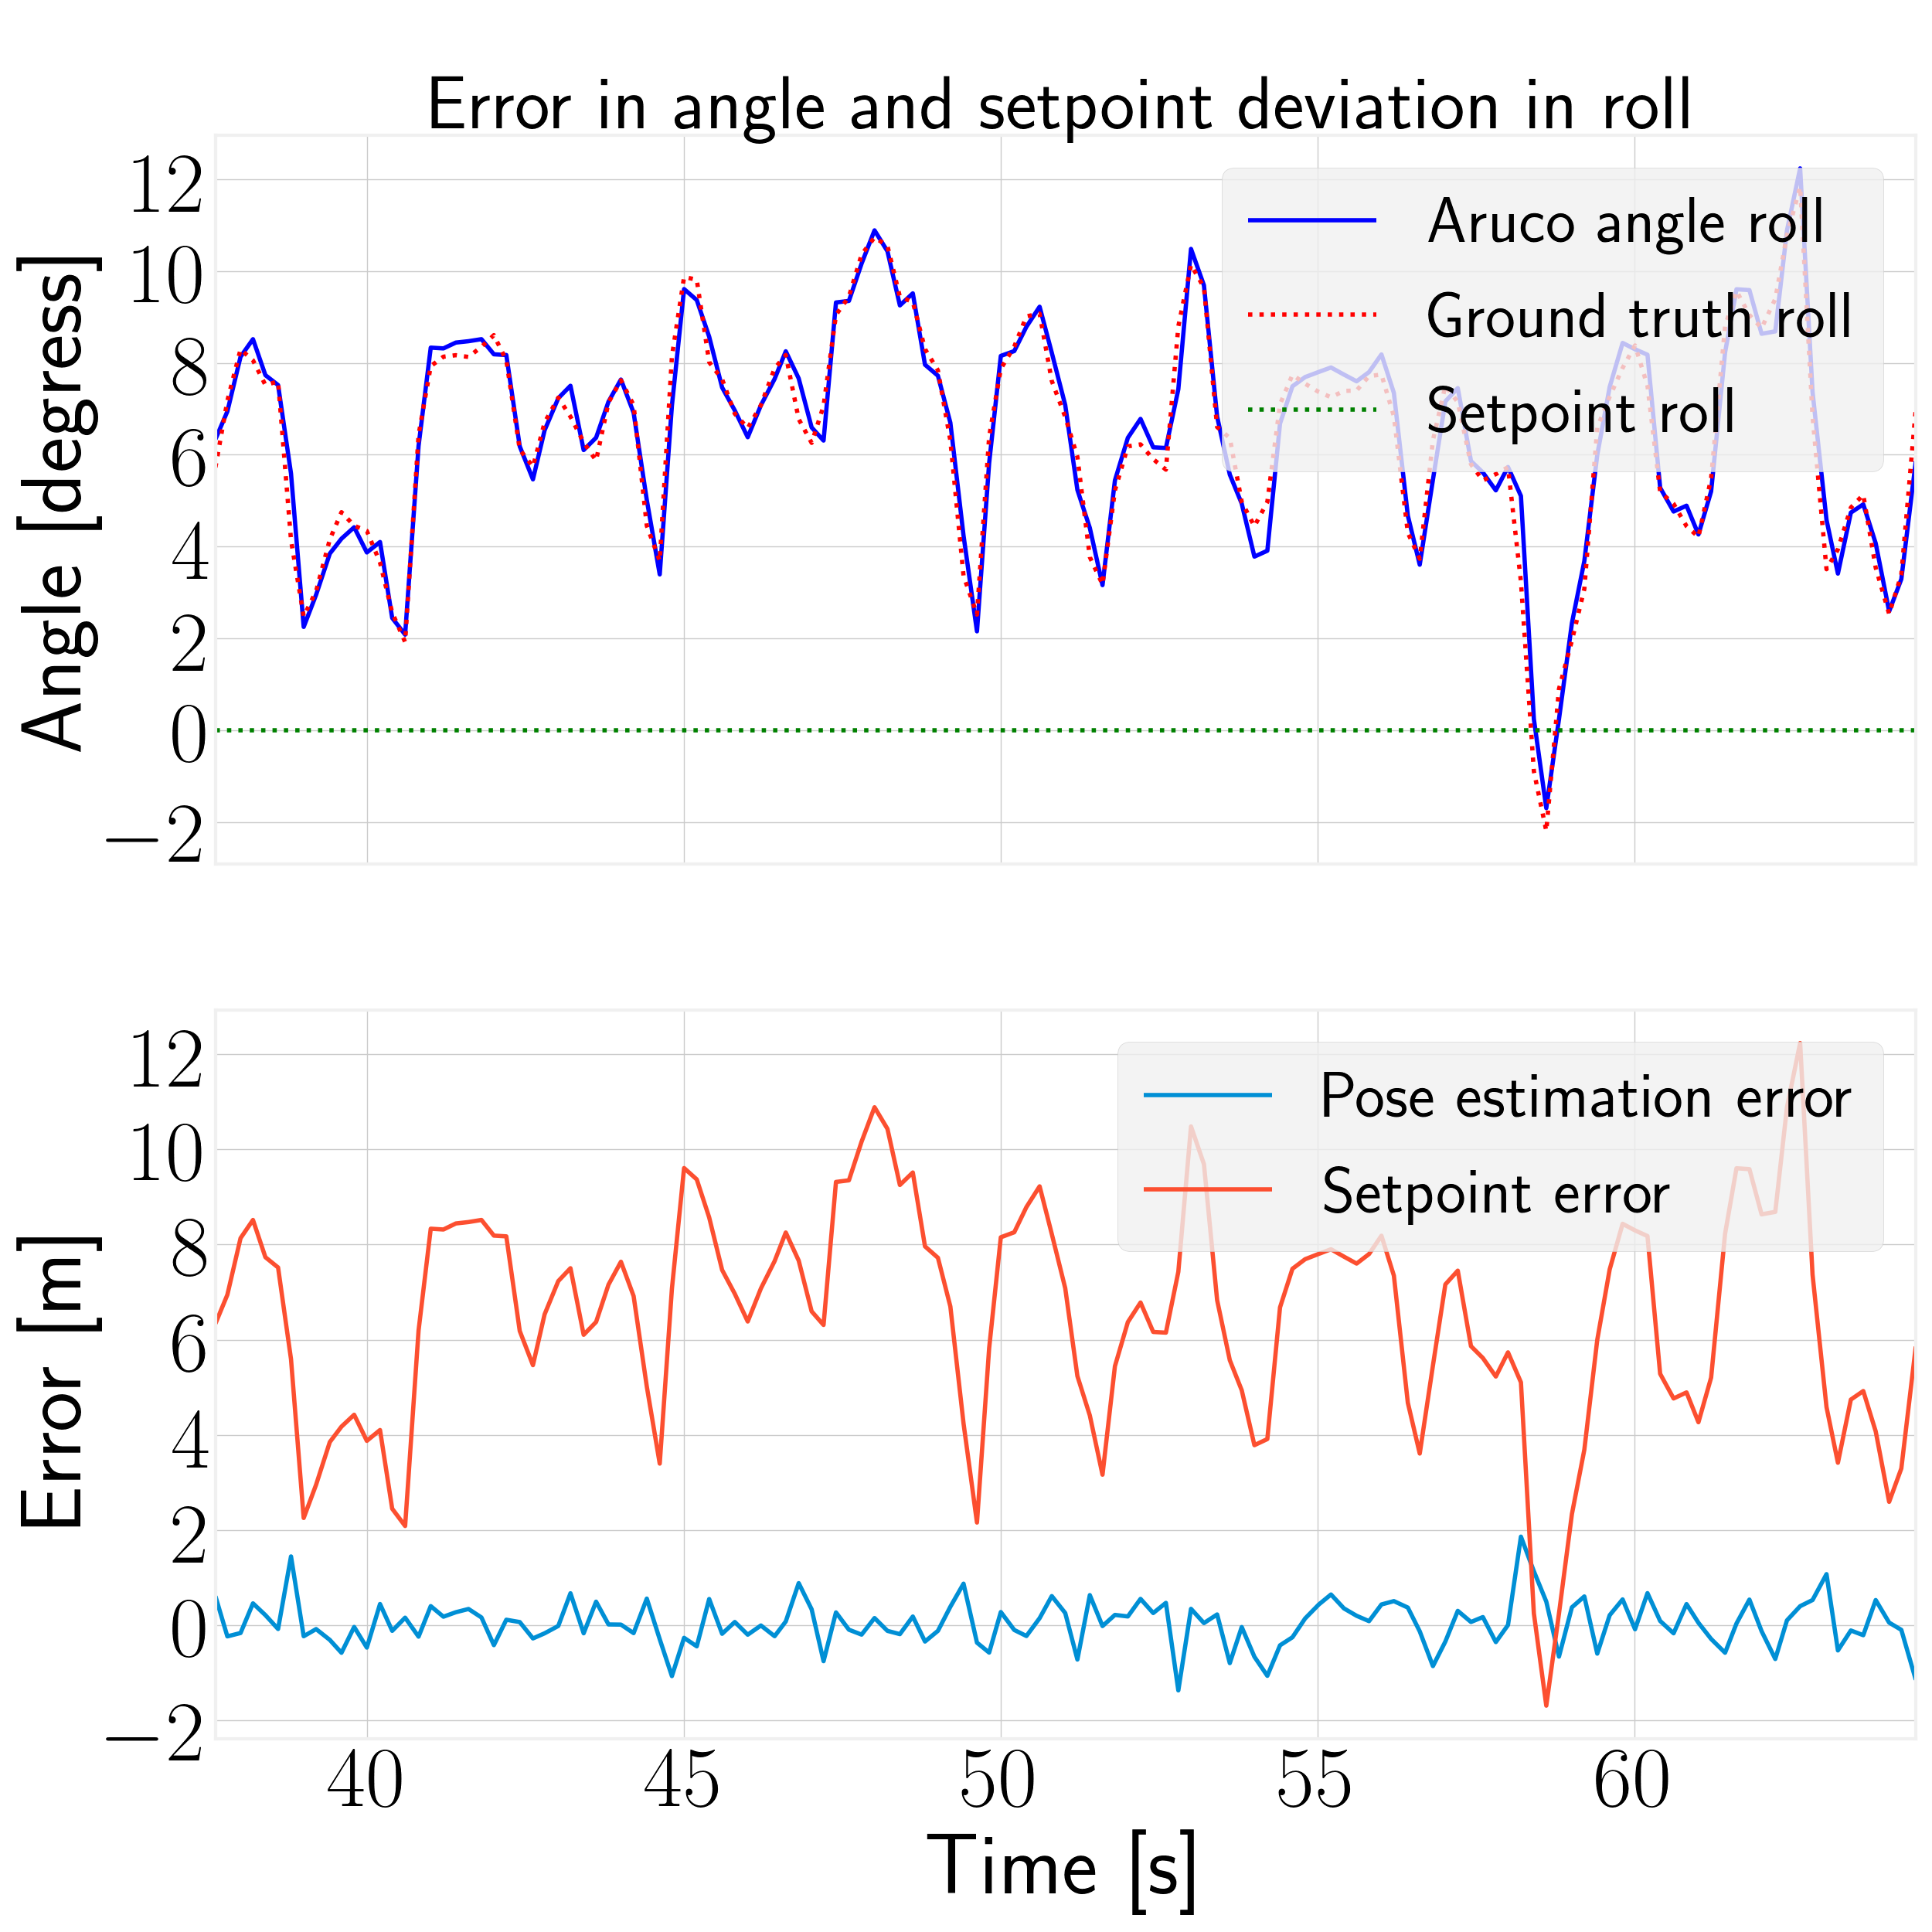 Error in angle and setpoint deviation in roll
Angle [degress]
12
10
8
6
4
2
0
−2
Aruco angle roll
Ground truth roll
Setpoint roll
Error [m]
12
10
8
6
4
2
0
−2
Pose estimation error
Setpoint error
40 45 50 55 60
Time [s]